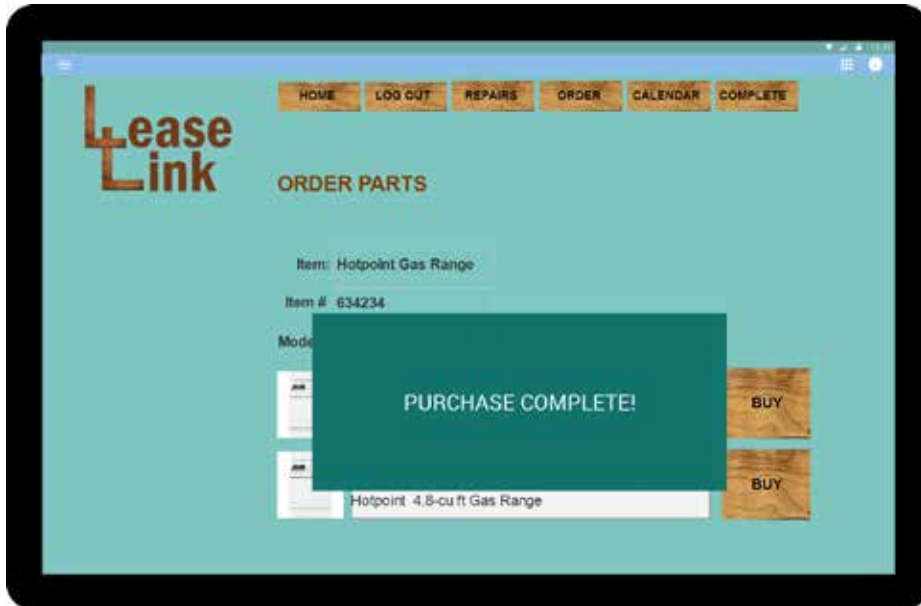 HOME LOG OUT REPAIRS ORDER CALENDAR COMPLETE
Lease
Link
ORDER PARTS
Item: Hotpoint Gas Range
Item # 634234
PURCHASE COMPLETE!
BUY
BUY
Hotpoint 4.8-cu ft Gas Range